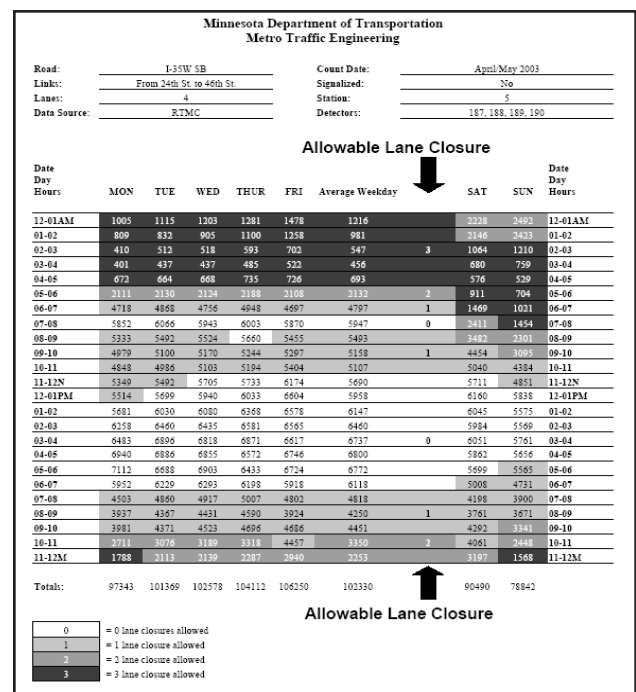 Minnesota Department of Transportation
Metro Traffic Engineering
Road: I-35W SB Count Date: April/May 2003
Links: From 24th St. to 46th St. Signalized: No
Lanes: 4 Station: 5
Data Source: RTMC Detectors: 187, 188, 189, 190
Allowable Lane Closure
Date Date
Day Day
Hours MON TUE WED THUR FRI Average Weekday SAT SUN Hours
12-01AM 1005 1115 1203 1281 1478 1216 2228 2492 12-01AM
01-02 809 832 905 1100 1258 981 2146 2423 01-02
02-03 410 512 518 593 702 547 3 1064 1210 02-03
03-04 401 437 437 485 522 456 680 759 03-04
04-05 672 664 668 735 726 693 576 529 04-05
05-06 2111 2130 2124 2188 2108 2132 2 911 704 05-06
06-07 4718 4868 4756 4948 4697 4797 1 1469 1021 06-07
07-08 5852 6066 5943 6003 5870 5947 0 2411 1454 07-08
08-09 5333 5492 5524 5660 5455 5493 3482 2301 08-09
09-10 4979 5100 5170 5244 5297 5158 1 4454 3095 09-10
10-11 4848 4986 5103 5194 5404 5107 5040 4384 10-11
11-12N 5349 5492 5705 5733 6174 5690 5711 4851 11-12N
12-01PM 5514 5699 5940 6033 6604 5958 6160 5838 12-01PM
01-02 5681 6030 6080 6368 6578 6147 6045 5575 01-02
02-03 6258 6460 6435 6581 6565 6460 5984 5569 02-03
03-04 6483 6896 6818 6871 6617 6737 0 6051 5761 03-04
04-05 6940 6886 6855 6572 6746 6800 5862 5656 04-05
05-06 7112 6688 6903 6433 6724 6772 5699 5565 05-06
06-07 5952 6229 6293 6198 5918 6118 5008 4731 06-07
07-08 4503 4860 4917 5007 4802 4818 4198 3900 07-08
08-09 3937 4367 4431 4590 3924 4250 1 3761 3671 08-09
09-10 3981 4371 4523 4696 4686 4451 4292 3341 09-10
10-11 2711 3076 3189 3318 4457 3350 2 4061 2448 10-11
11-12M 1788 2113 2139 2287 2940 2253 3197 1568 11-12M
Totals: 97343 101369 102578 104112 106250 102330 90490 78842
Allowable Lane Closure
0 = 0 lane closures allowed
1 = 1 lane closure allowed
2 = 2 lane closure allowed
3 = 3 lane closure allowed